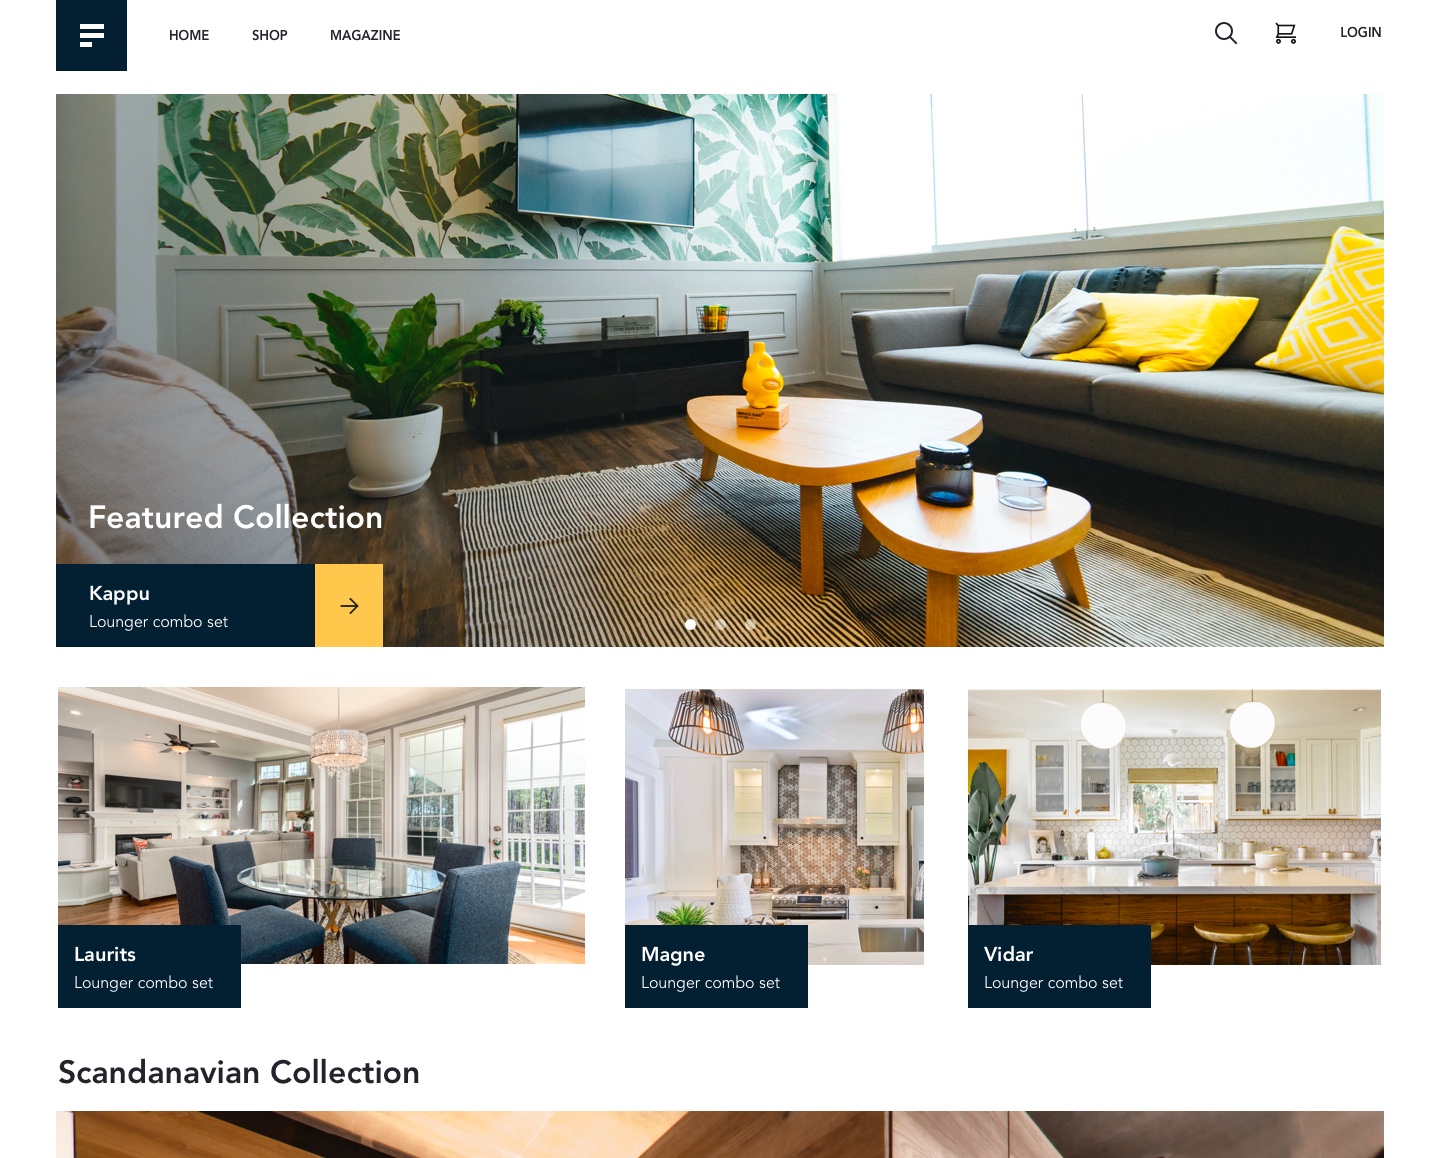 HOME
SHOP
MAGAZINE
LOGIN
Featured Collection
Kappu
Lounger combo set
Laurits
Lounger combo set
Magne
Lounger combo set
Vidar
Lounger combo set
Scandanavian Collection